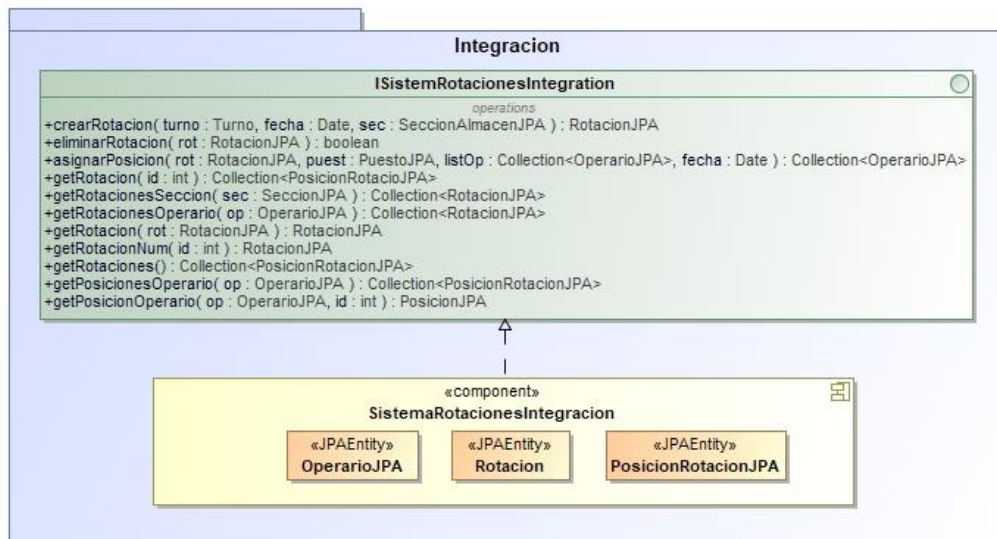 Integracion
ISistemRotacionesIntegration
operations
+crearRotacion( turno : Turno, fecha : Date, sec : SeccionAlmacenJPA ) : RotacionJPA
+eliminarRotacion( rot : RotacionJPA ) : boolean
+asignarPosicion( rot : RotacionJPA, puest : PuestoJPA, listOp : Collection<OperarioJPA>, fecha : Date ) : Collection<OperarioJPA>
+getRotacion( id : int ) : Collection<PosicionRotacioJPA>
+getRotacionesSeccion( sec : SeccionJPA ) : Collection<RotacionJPA>
+getRotacionesOperario( op : OperarioJPA ) : Collection<RotacionJPA>
+getRotacion( rot : RotacionJPA ) : RotacionJPA
+getRotacionNum( id : int ) : RotacionJPA
+getRotaciones() : Collection<PosicionRotacionJPA>
+getPosicionesOperario( op : OperarioJPA ) : Collection<PosicionRotacionJPA>
+getPosicionOperario( op : OperarioJPA, id : int ) : PosicionJPA
«component»
SistemaRotacionesIntegracion
«JPAEntity»
OperarioJPA
«JPAEntity»
Rotacion
«JPAEntity»
PosicionRotacionJPA